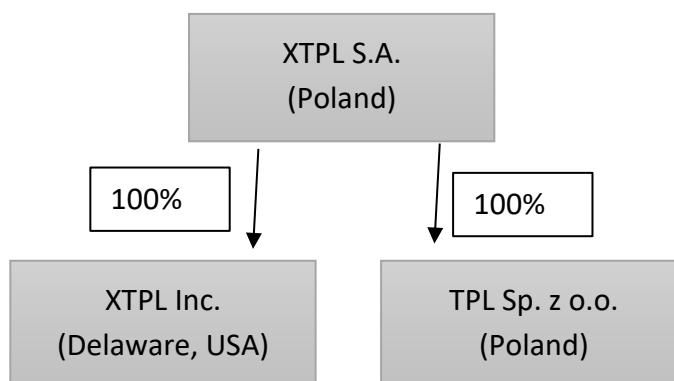 XTPL S.A.
(Poland)
100%
100%
XTPL Inc.
(Delaware, USA)
TPL Sp. z o.o.
(Poland)